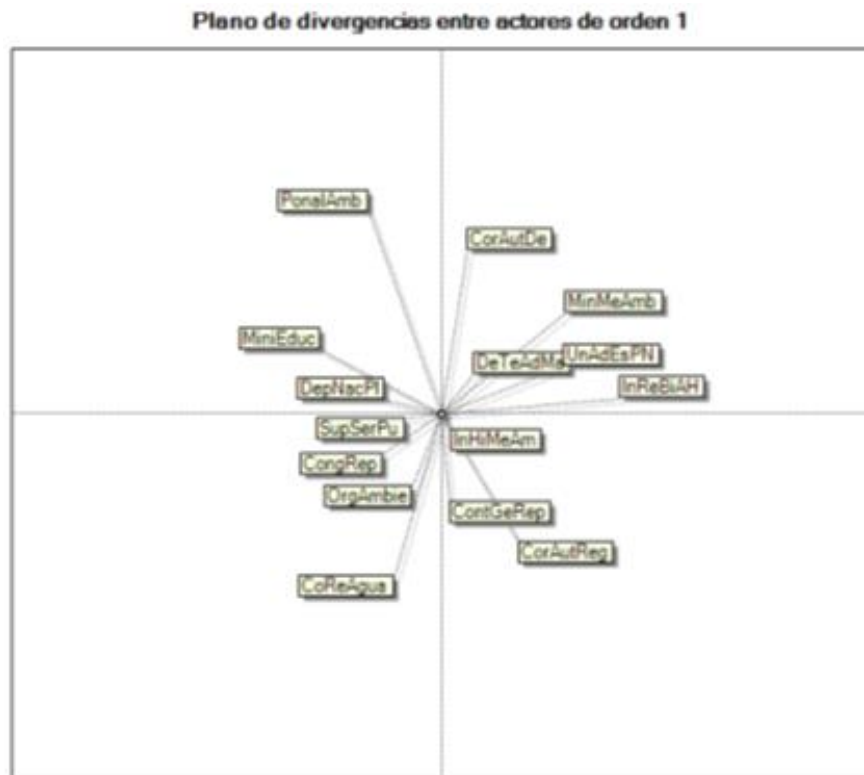 Plano de divergencias entre actores de orden 1
PonalAmb
CorAutDe
MinMeAmb
MiniEduc
DeTeAdMa
UnAdEsPN
DepNacPl
InReBiAH
SupSerPu
InHiMeAm
CongRep
OrgAmbie
ContGeRep
CorAutReg
CoReAgua